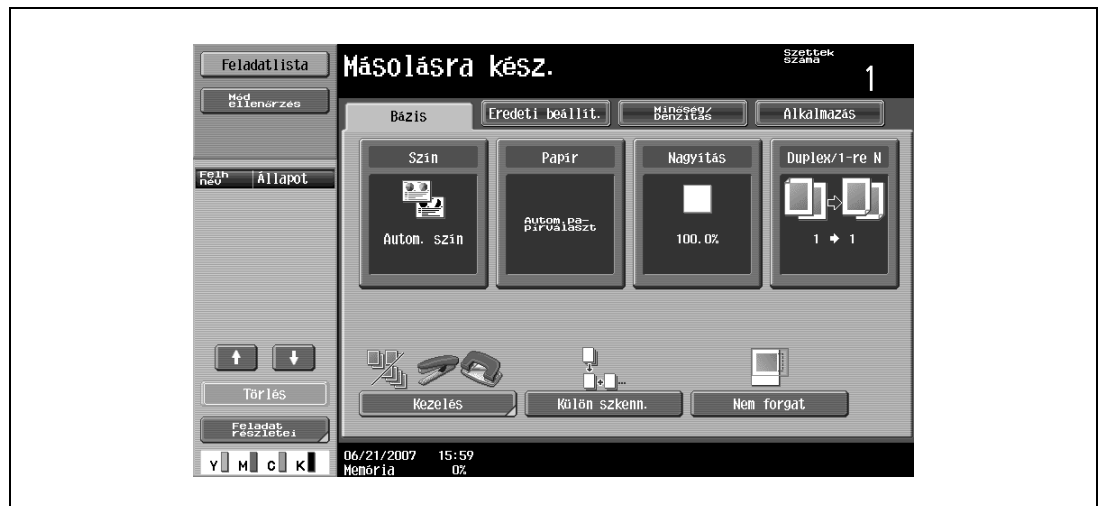 Feladatlista
Mód
ellenőrzés
Felh
név
Állapot
Törlés
Feladat
részletei
Y M C K
Másolásra kész.
Szettek
száma
1
Bázis
Eredeti beállít.
Minőség/
Denzitás
Alkalmazás
Szín
Autom. szín
Papír
Autom.pa-
pírválaszt
Nagyítás
100.0%
Duplex/1-re N
1 → 1
Kezelés
Külön szkenn.
Nem forgat
06/21/2007 15:59
Memória 0%